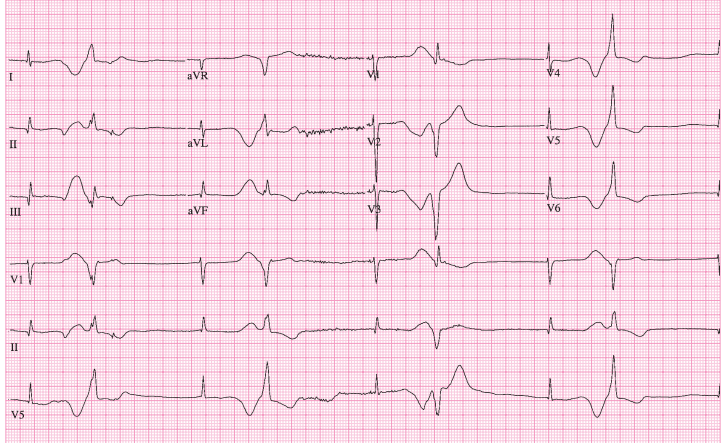 I aVR V1 V4
II aVL V2 V5
III aVF V3 V6
V1
II
V5